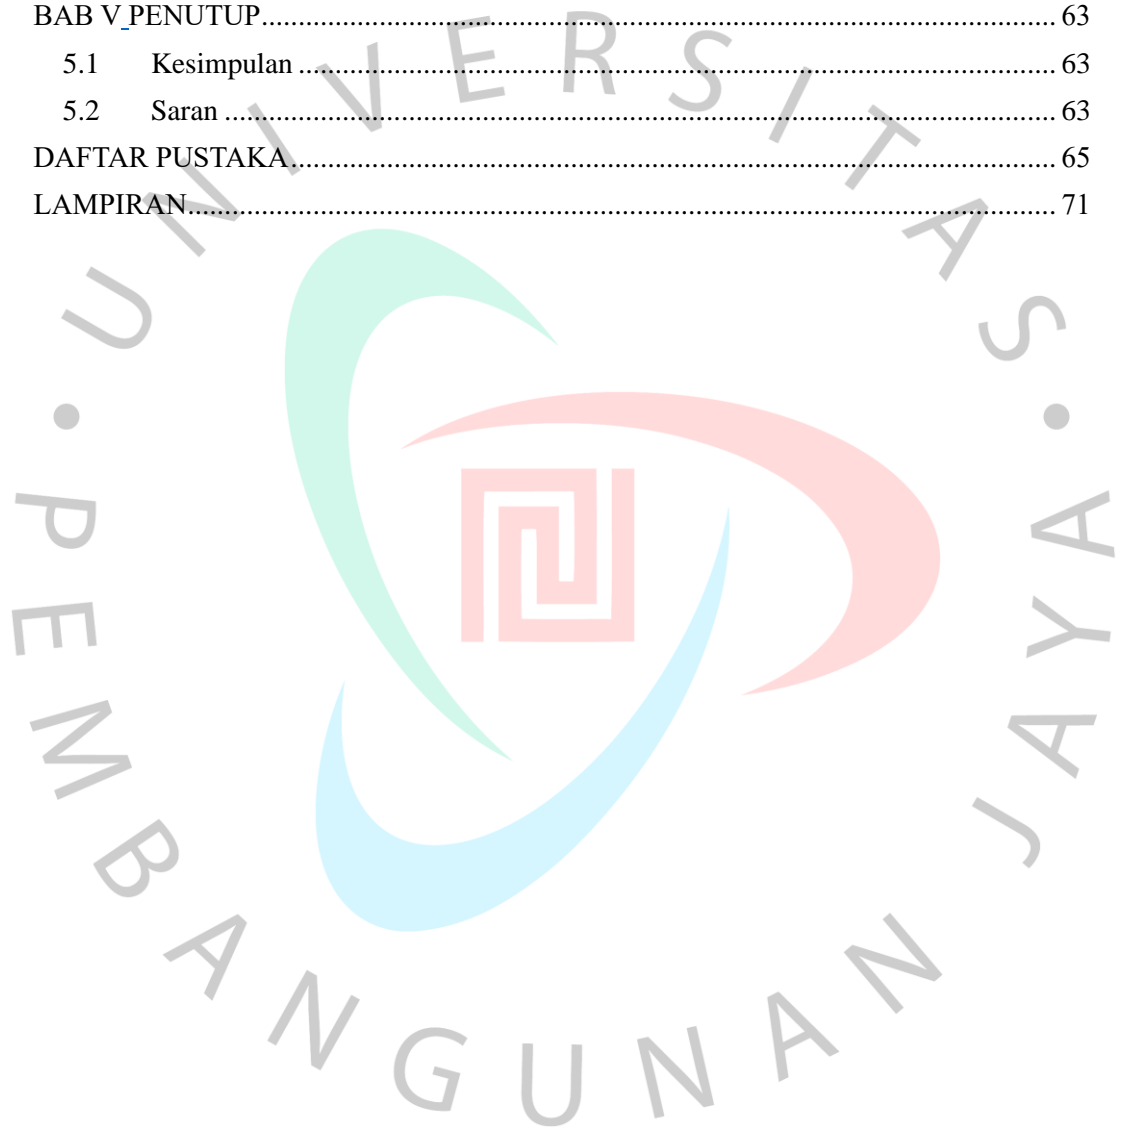 BAB V PENUTUP.................................................................................................................. 63
5.1 Kesimpulan ............................................................................................................ 63
5.2 Saran ....................................................................................................................... 63
DAFTAR PUSTAKA.............................................................................................................. 65
LAMPIRAN............................................................................................................................ 71
UNIVERSITAS • PEMBANGUNAN JAYA •